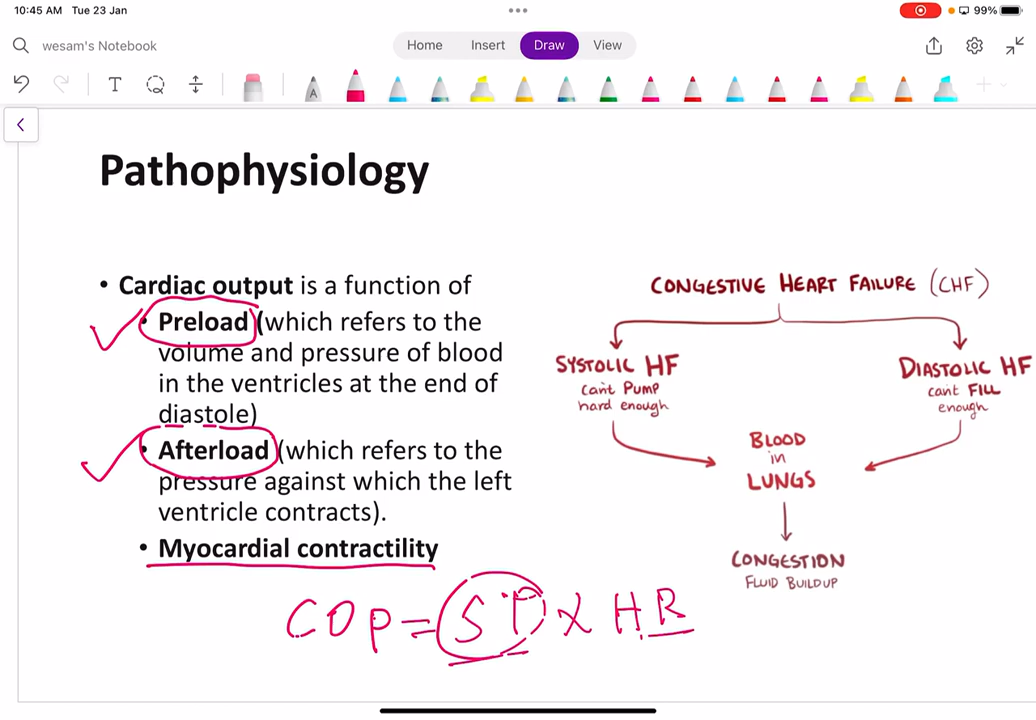 10:45 AM Tue 23 Jan
99%
wesam's Notebook
Home Insert Draw View
T
A
Pathophysiology
• Cardiac output is a function of
• Preload (which refers to the
volume and pressure of blood
in the ventricles at the end of
diastole)
• Afterload (which refers to the
pressure against which the left
ventricle contracts).
• Myocardial contractility
CONGESTIVE HEART FAILURE (CHF)
SYSTOLIC HF
can't PUMP
hard enough
DIASTOLIC HF
can't FILL
enough
BLOOD
in
LUNGS
CONGESTION
FLUID BUILDUP
COP = x HR